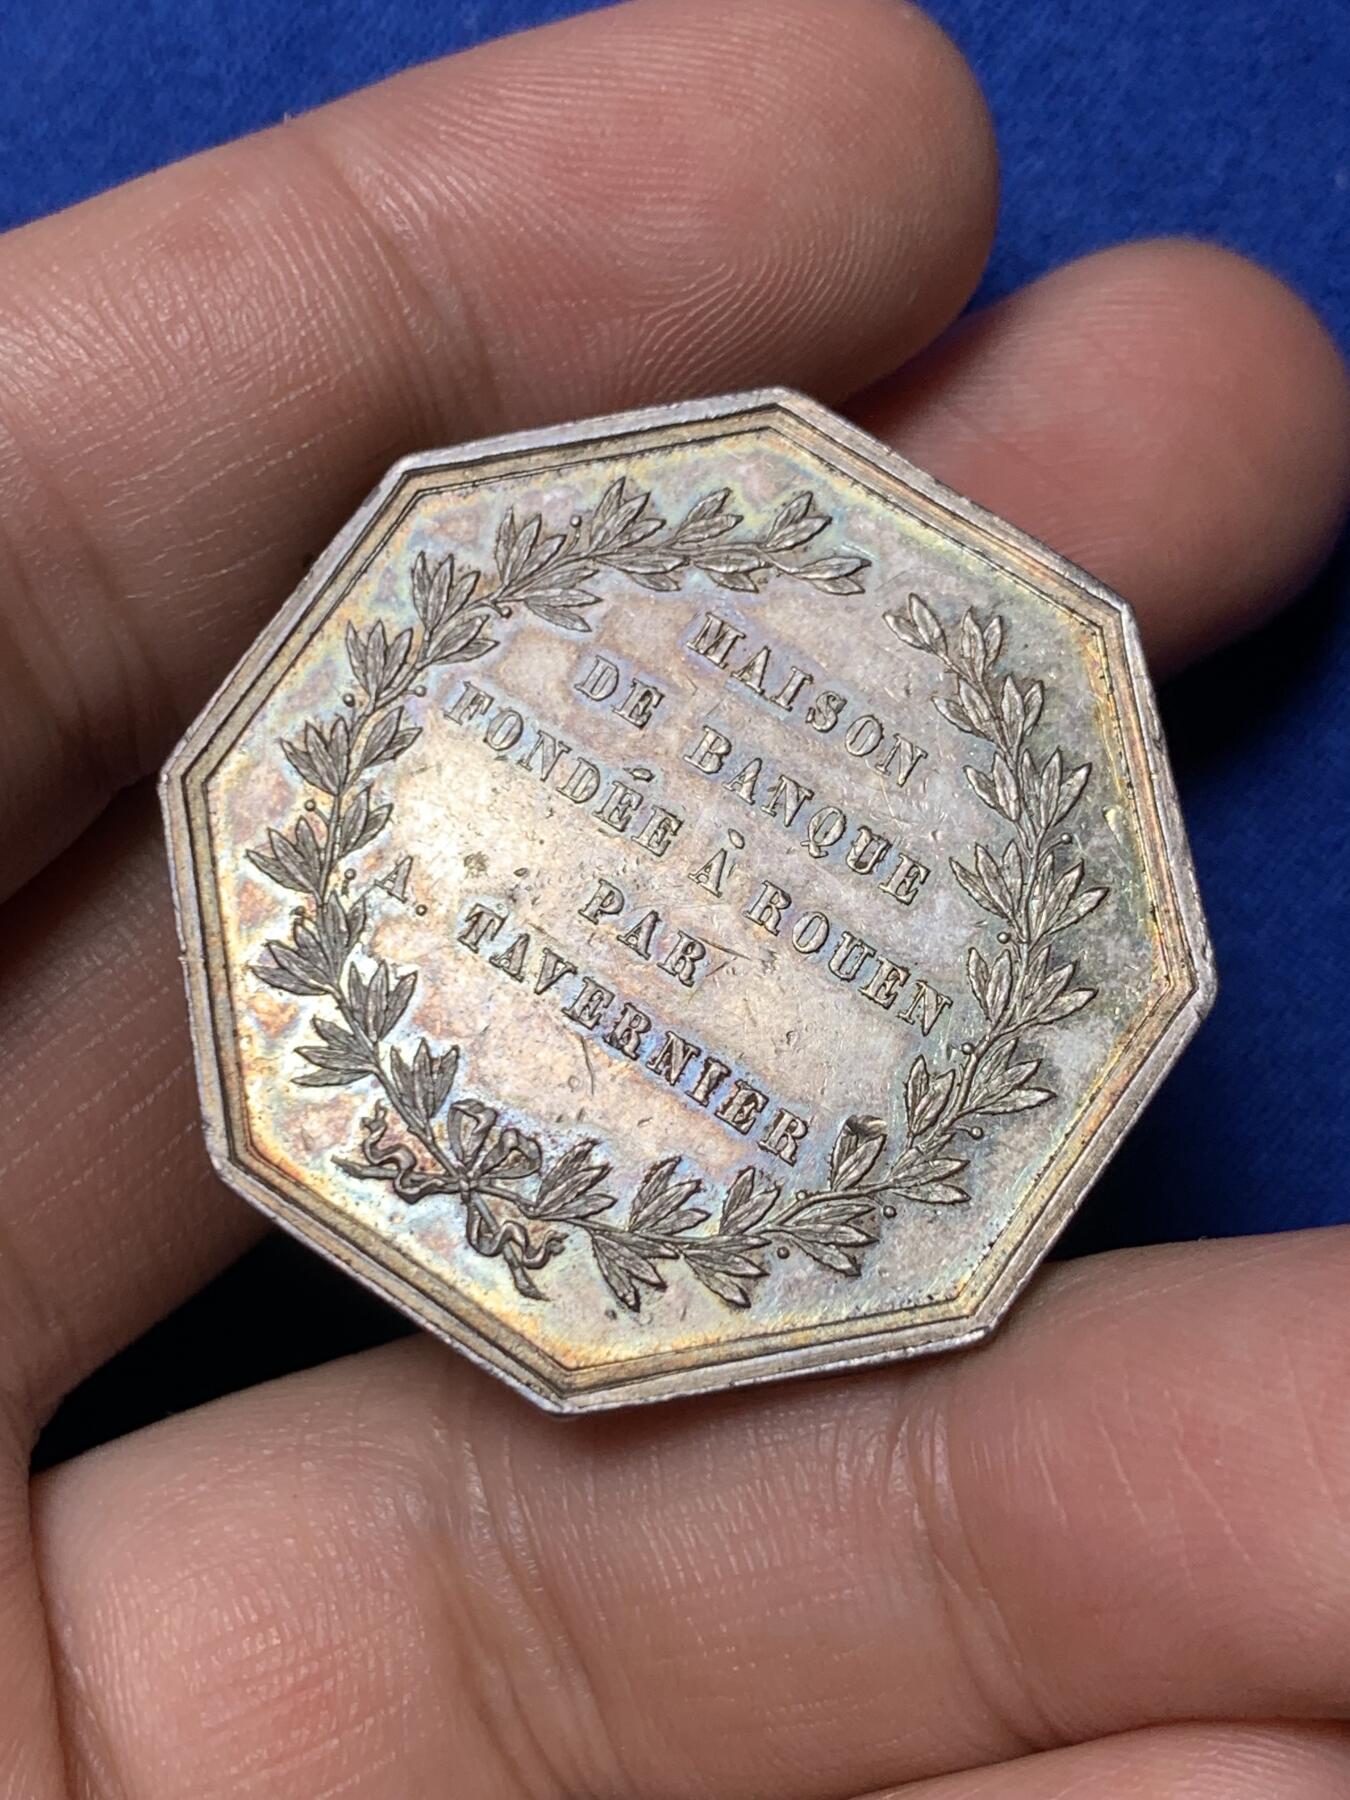 MAISON
DE BANQUE
FONDÉE À ROUEN
PAR
A. TAVERNIER